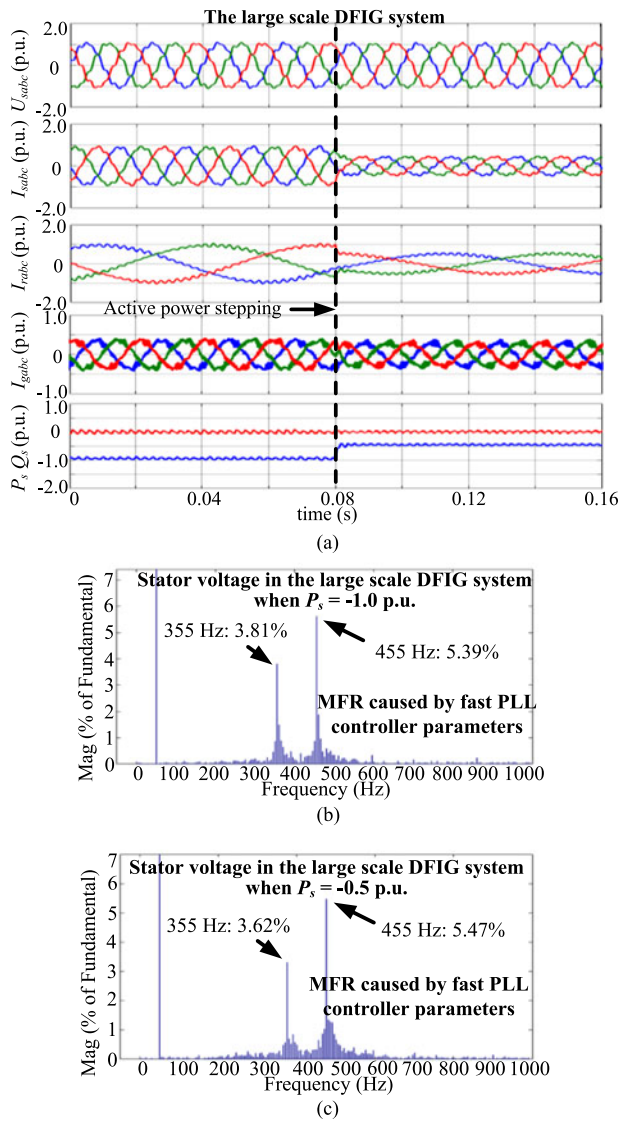 The large scale DFIG system
2.0
0
-2.0
U_sabc (p.u.)
2.0
0
-2.0
I_sabc (p.u.)
2.0
0
-2.0
I_rabc (p.u.)
Active power stepping
1.0
0
-1.0
I_gabc (p.u.)
1.0
0
-1.0
-2.0
P_s Q_s (p.u.)
0 0.04 0.08 0.12 0.16
time (s)
(a)
Stator voltage in the large scale DFIG system
when P_s = -1.0 p.u.
355 Hz: 3.81%
455 Hz: 5.39%
MFR caused by fast PLL
controller parameters
7
6
5
4
3
2
1
0
Mag (% of Fundamental)
0 100 200 300 400 500 600 700 800 900 1000
Frequency (Hz)
(b)
Stator voltage in the large scale DFIG system
when P_s = -0.5 p.u.
355 Hz: 3.62%
455 Hz: 5.47%
MFR caused by fast PLL
controller parameters
7
6
5
4
3
2
1
0
Mag (% of Fundamental)
0 100 200 300 400 500 600 700 800 900 1000
Frequency (Hz)
(c)